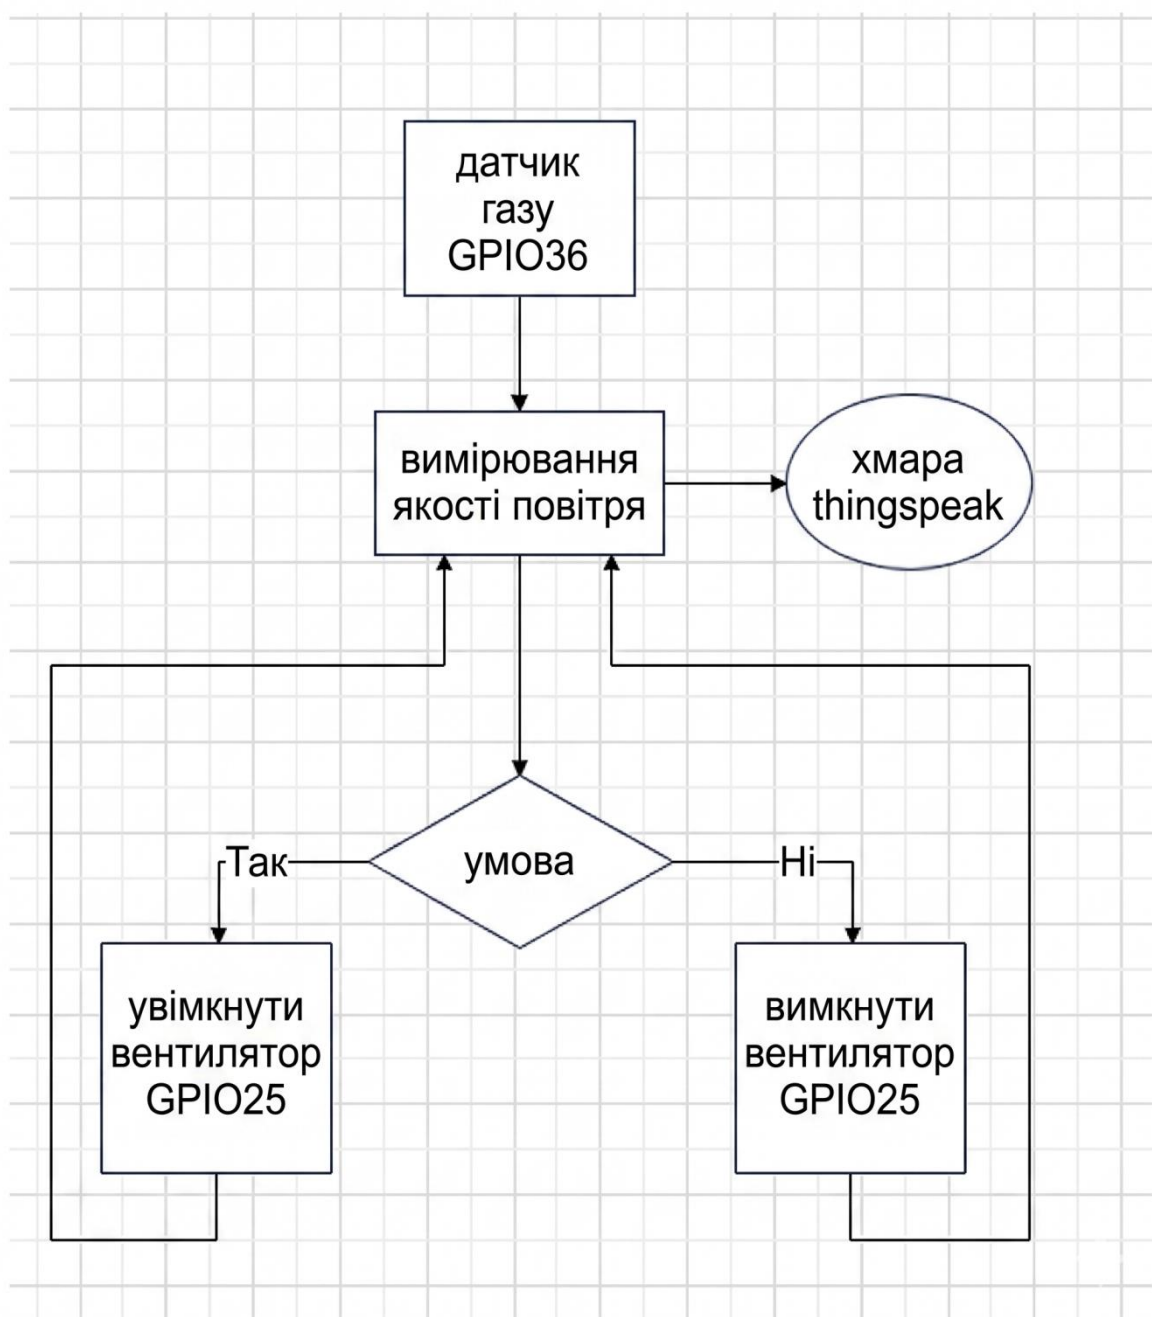 датчик
газу
GPIO36
вимірювання
якості повітря
хмара
thingspeak
умова
Так
Ні
увімкнути
вентилятор
GPIO25
вимкнути
вентилятор
GPIO25